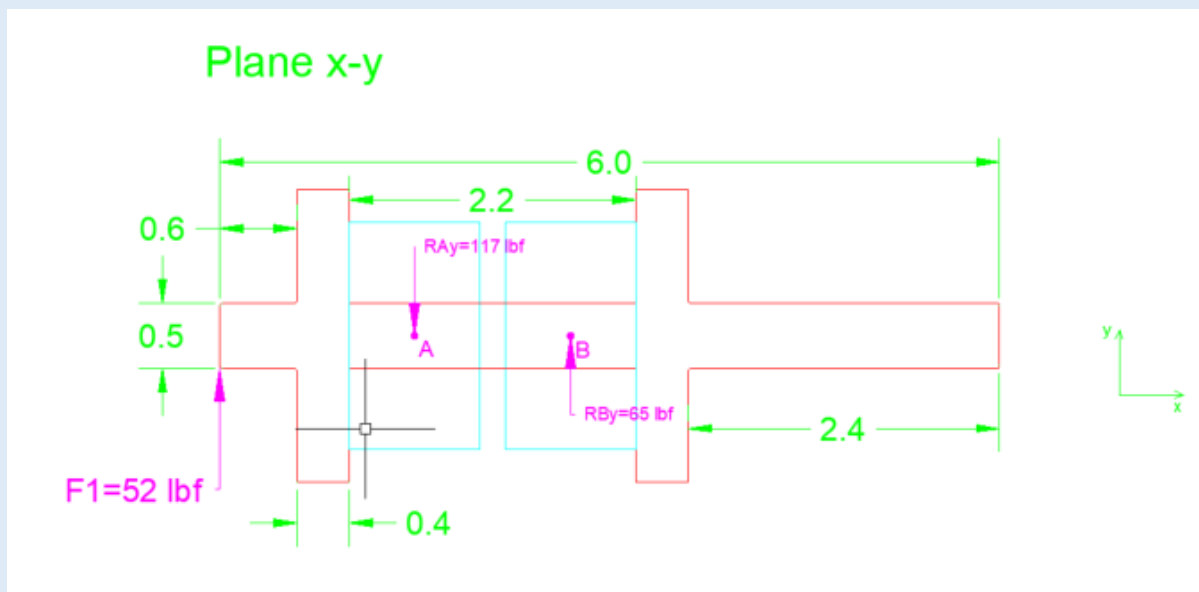 Plane x-y
6.0
2.2
0.6
RAy=117 lbf
0.5
A
B
y
x
RBy=65 lbf
2.4
F1=52 lbf
0.4